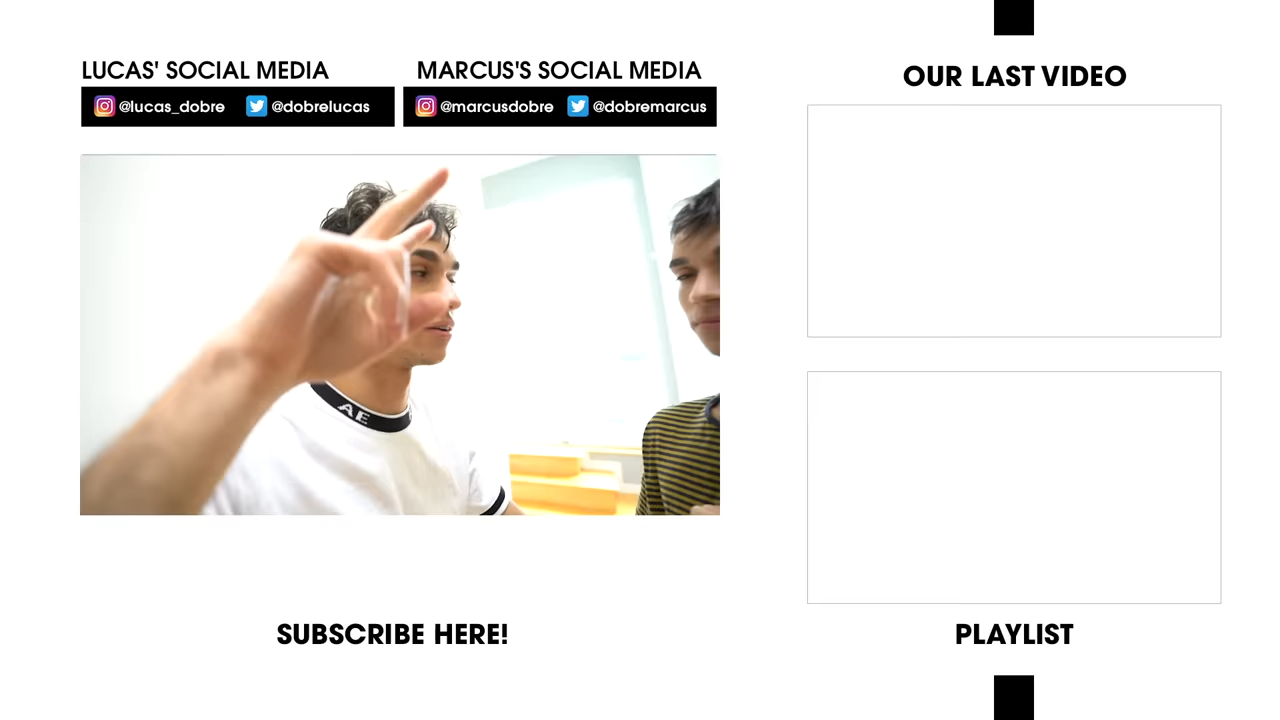 LUCAS' SOCIAL MEDIA
@lucas_dobre @dobrelucas
MARCUS'S SOCIAL MEDIA
@marcusdobre @dobremarcus
AE
SUBSCRIBE HERE!
OUR LAST VIDEO
PLAYLIST